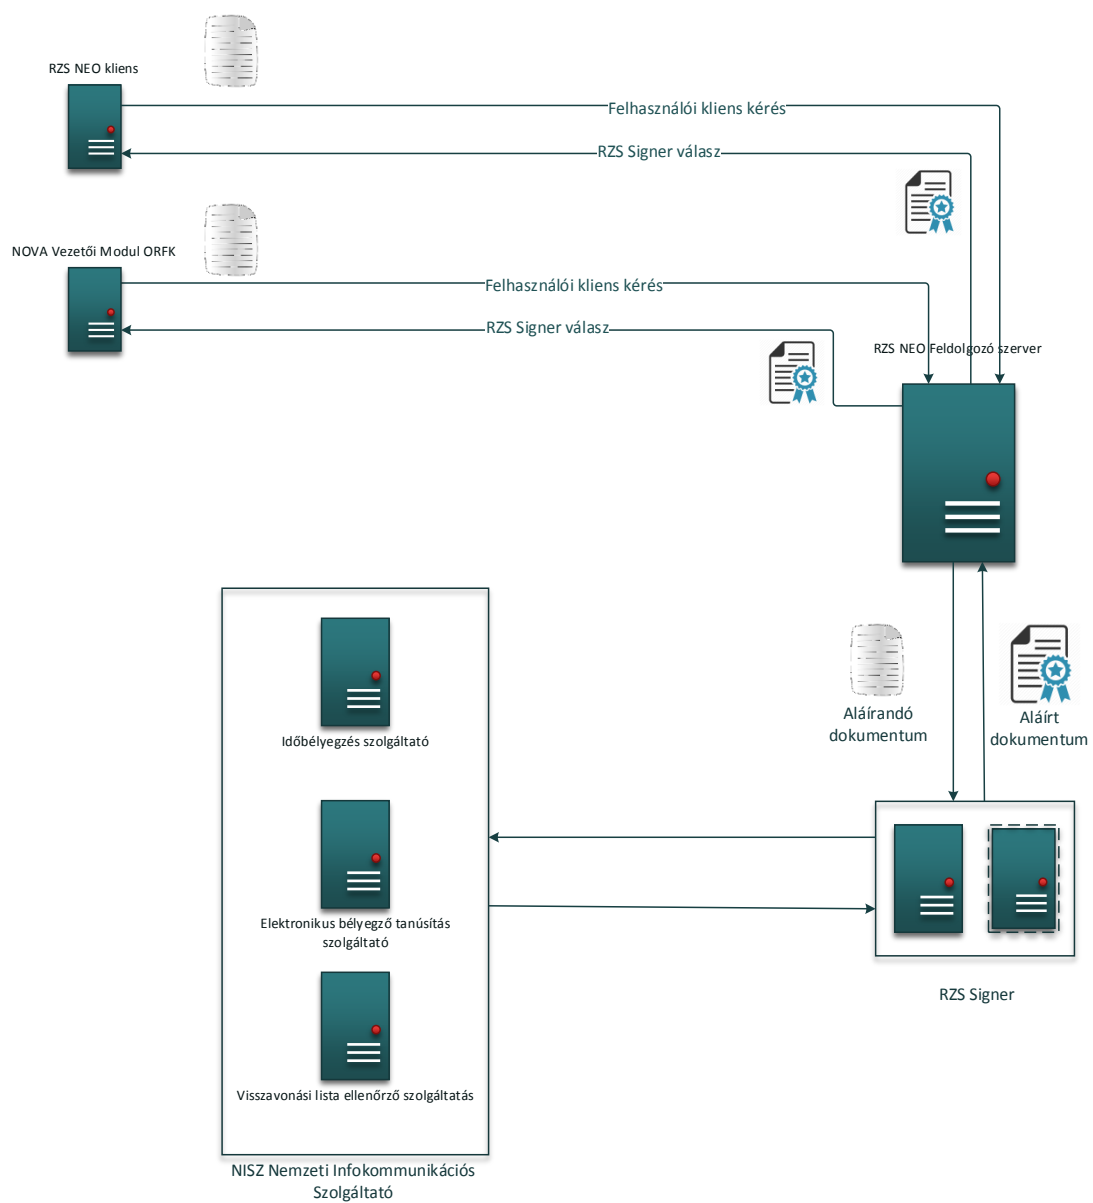 RZS NEO kliens
Felhasználói kliens kérés
RZS Signer válasz
NOVA Vezetői Modul ORFK
Felhasználói kliens kérés
RZS Signer válasz
RZS NEO Feldolgozó szerver
Aláírandó
dokumentum
Aláírt
dokumentum
Időbélyegzés szolgáltató
Elektronikus bélyegző tanúsítás
szolgáltató
RZS Signer
Visszavonási lista ellenőrző szolgáltatás
NISZ Nemzeti Infokommunikációs
Szolgáltató